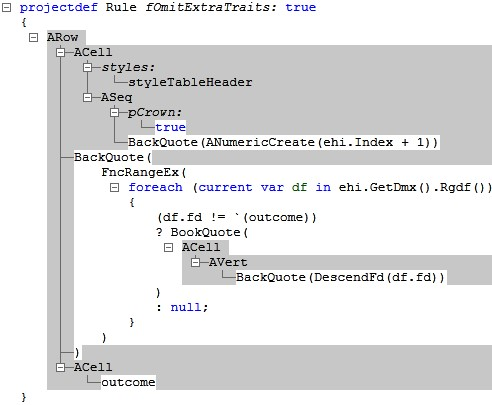 projectdef Rule fOmitExtraTraits: true
{
ARow
ACell
styles:
styleTableHeader
ASeq
pCrown:
true
BackQuote(ANumericCreate(ehi.Index + 1))
BackQuote(
FncRangeEx(
foreach (current var df in ehi.GetDmx().Rgdf())
{
(df.fd != `(outcome))
? BookQuote(
ACell
AVert
BackQuote(DescendFd(df.fd))
)
: null;
}
)
)
ACell
outcome
}